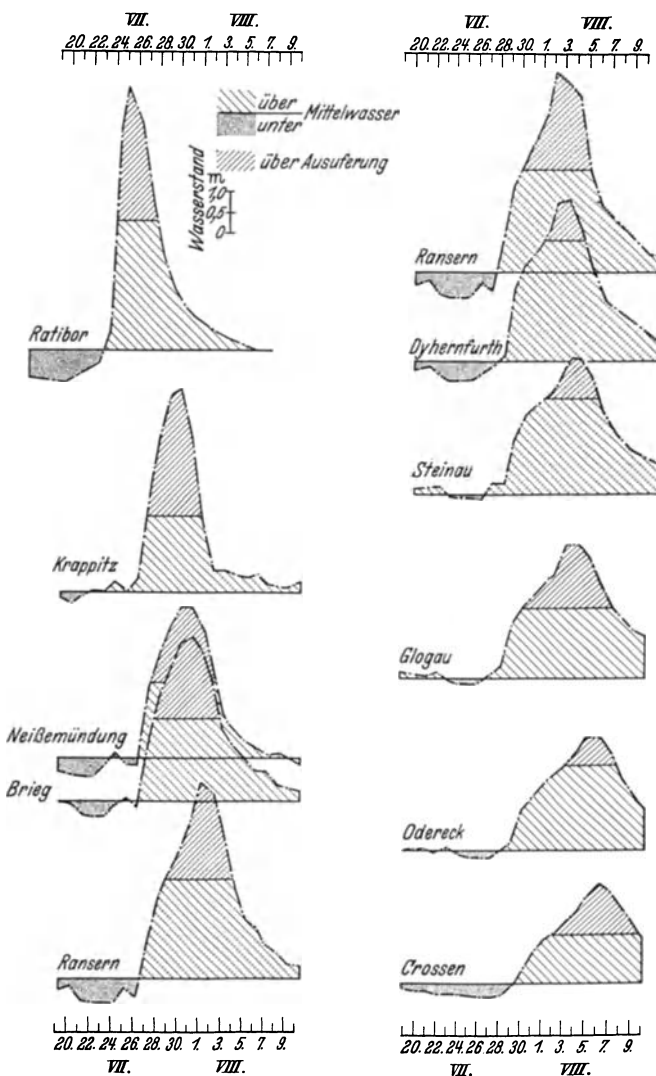 VII. VIII.
20. 22. 24. 26. 28. 30. 1. 3. 5. 7. 9.
über
unter
Mittelwasser
über Ausuferung
Wasserstand
m
1,0
0,5
0
Ratibor
Krappitz
Neißemündung
Brieg
Ransern
20. 22. 24. 26. 28. 30. 1. 3. 5. 7. 9.
VII. VIII.
VII. VIII.
20. 22. 24. 26. 28. 30. 1. 3. 5. 7. 9.
Ransern
Dyhernfurth
Steinau
Glogau
Odereck
Crossen
20. 22. 24. 26. 28. 30. 1. 3. 5. 7. 9.
VII. VIII.